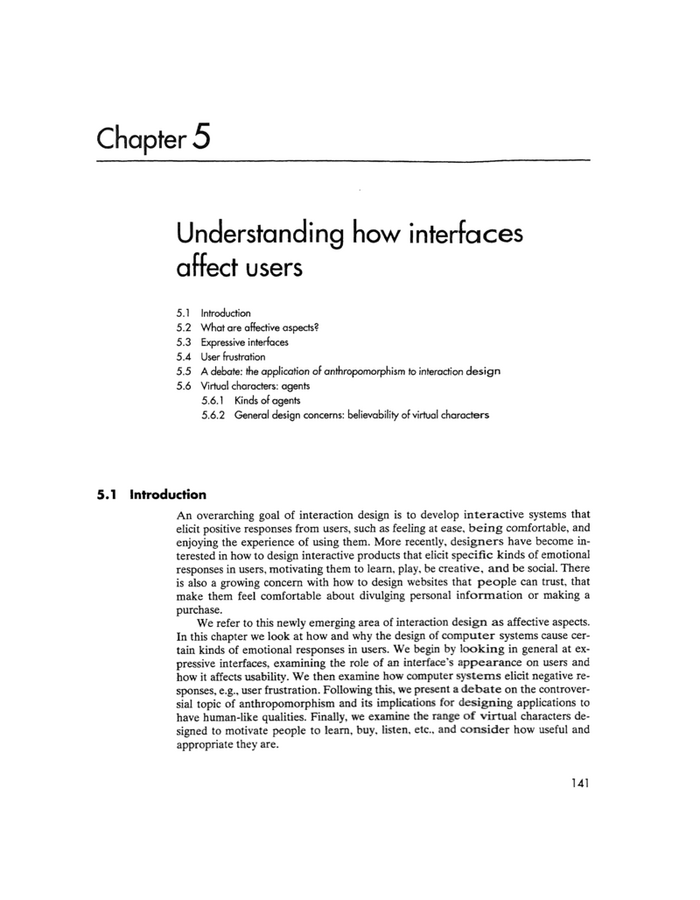 Chapter 5
Understanding how interfaces
affect users
5.1 Introduction
5.2 What are affective aspects?
5.3 Expressive interfaces
5.4 User frustration
5.5 A debate: the application of anthropomorphism to interaction design
5.6 Virtual characters: agents
5.6.1 Kinds of agents
5.6.2 General design concerns: believability of virtual characters
5.1 Introduction
An overarching goal of interaction design is to develop interactive systems that
elicit positive responses from users, such as feeling at ease, being comfortable, and
enjoying the experience of using them. More recently, designers have become in-
terested in how to design interactive products that elicit specific kinds of emotional
responses in users, motivating them to learn, play, be creative, and be social. There
is also a growing concern with how to design websites that people can trust, that
make them feel comfortable about divulging personal information or making a
purchase.
We refer to this newly emerging area of interaction design as affective aspects.
In this chapter we look at how and why the design of computer systems cause cer-
tain kinds of emotional responses in users. We begin by looking in general at ex-
pressive interfaces, examining the role of an interface's appearance on users and
how it affects usability. We then examine how computer systems elicit negative re-
sponses, e.g., user frustration. Following this, we present a debate on the controver-
sial topic of anthropomorphism and its implications for designing applications to
have human-like qualities. Finally, we examine the range of virtual characters de-
signed to motivate people to learn, buy, listen, etc., and consider how useful and
appropriate they are.
141